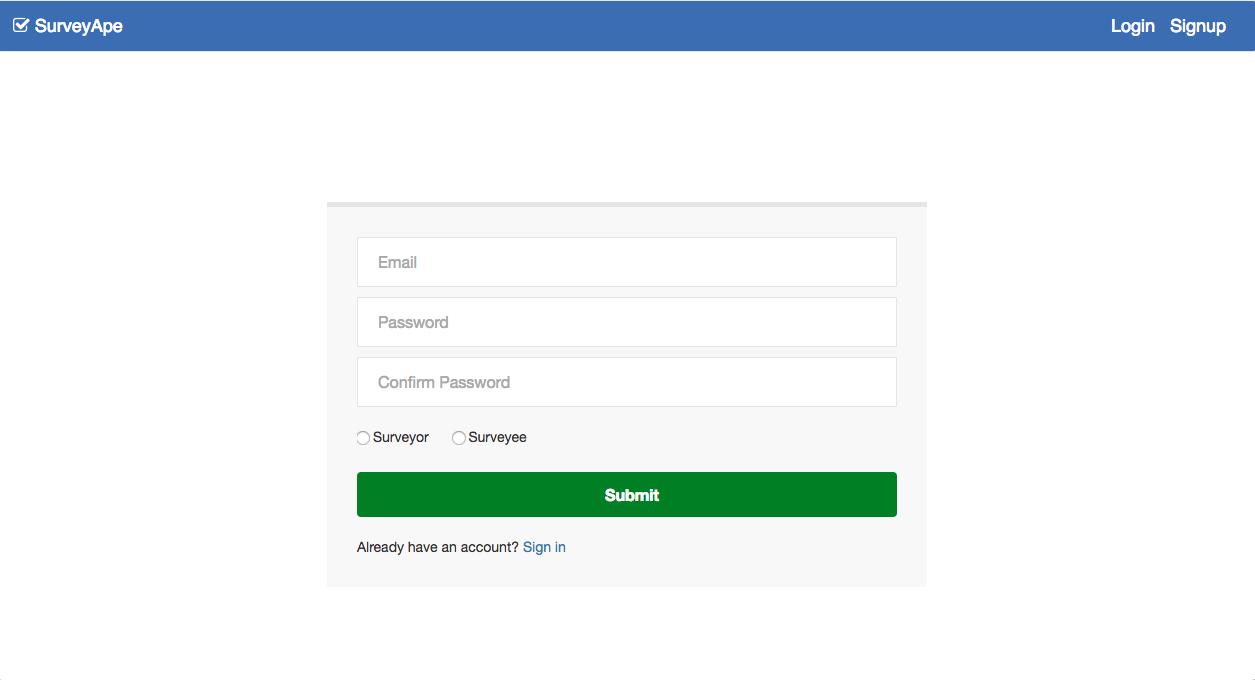 SurveyApe
Login Signup
Email
Password
Confirm Password
Surveyor Surveyee
Submit
Already have an account? Sign in